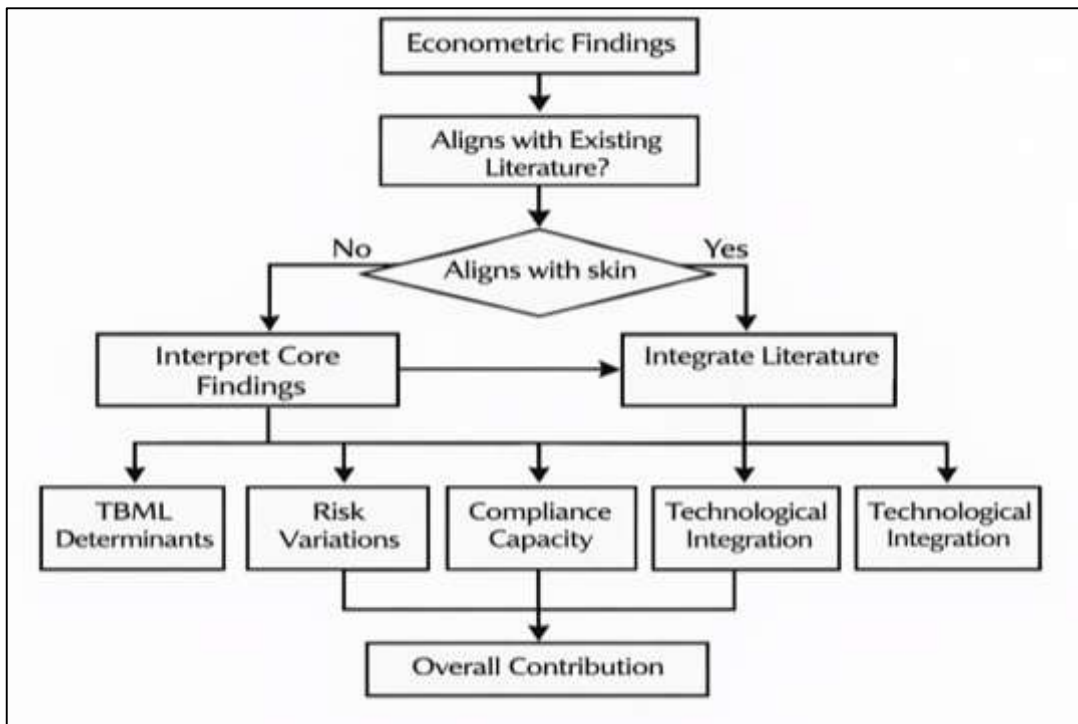 Econometric Findings
Aligns with Existing
Literature?
No
Yes
Aligns with skin
Interpret Core
Findings
Integrate Literature
TBML
Determinants
Risk
Variations
Compliance
Capacity
Technological
Integration
Technological
Integration
Overall Contribution